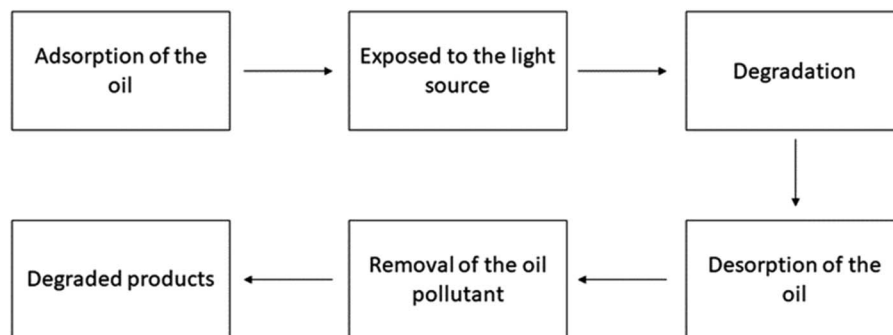 Adsorption of the
oil
Exposed to the light
source
Degradation
Desorption of the
oil
Removal of the oil
pollutant
Degraded products